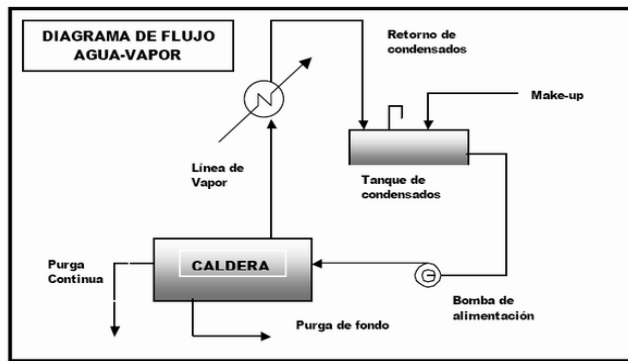 DIAGRAMA DE FLUJO
AGUA-VAPOR
Retorno de
condensados
Make-up
Línea de
Vapor
Tanque de
condensados
Purga
Continua
CALDERA
Bomba de
alimentación
Purga de fondo